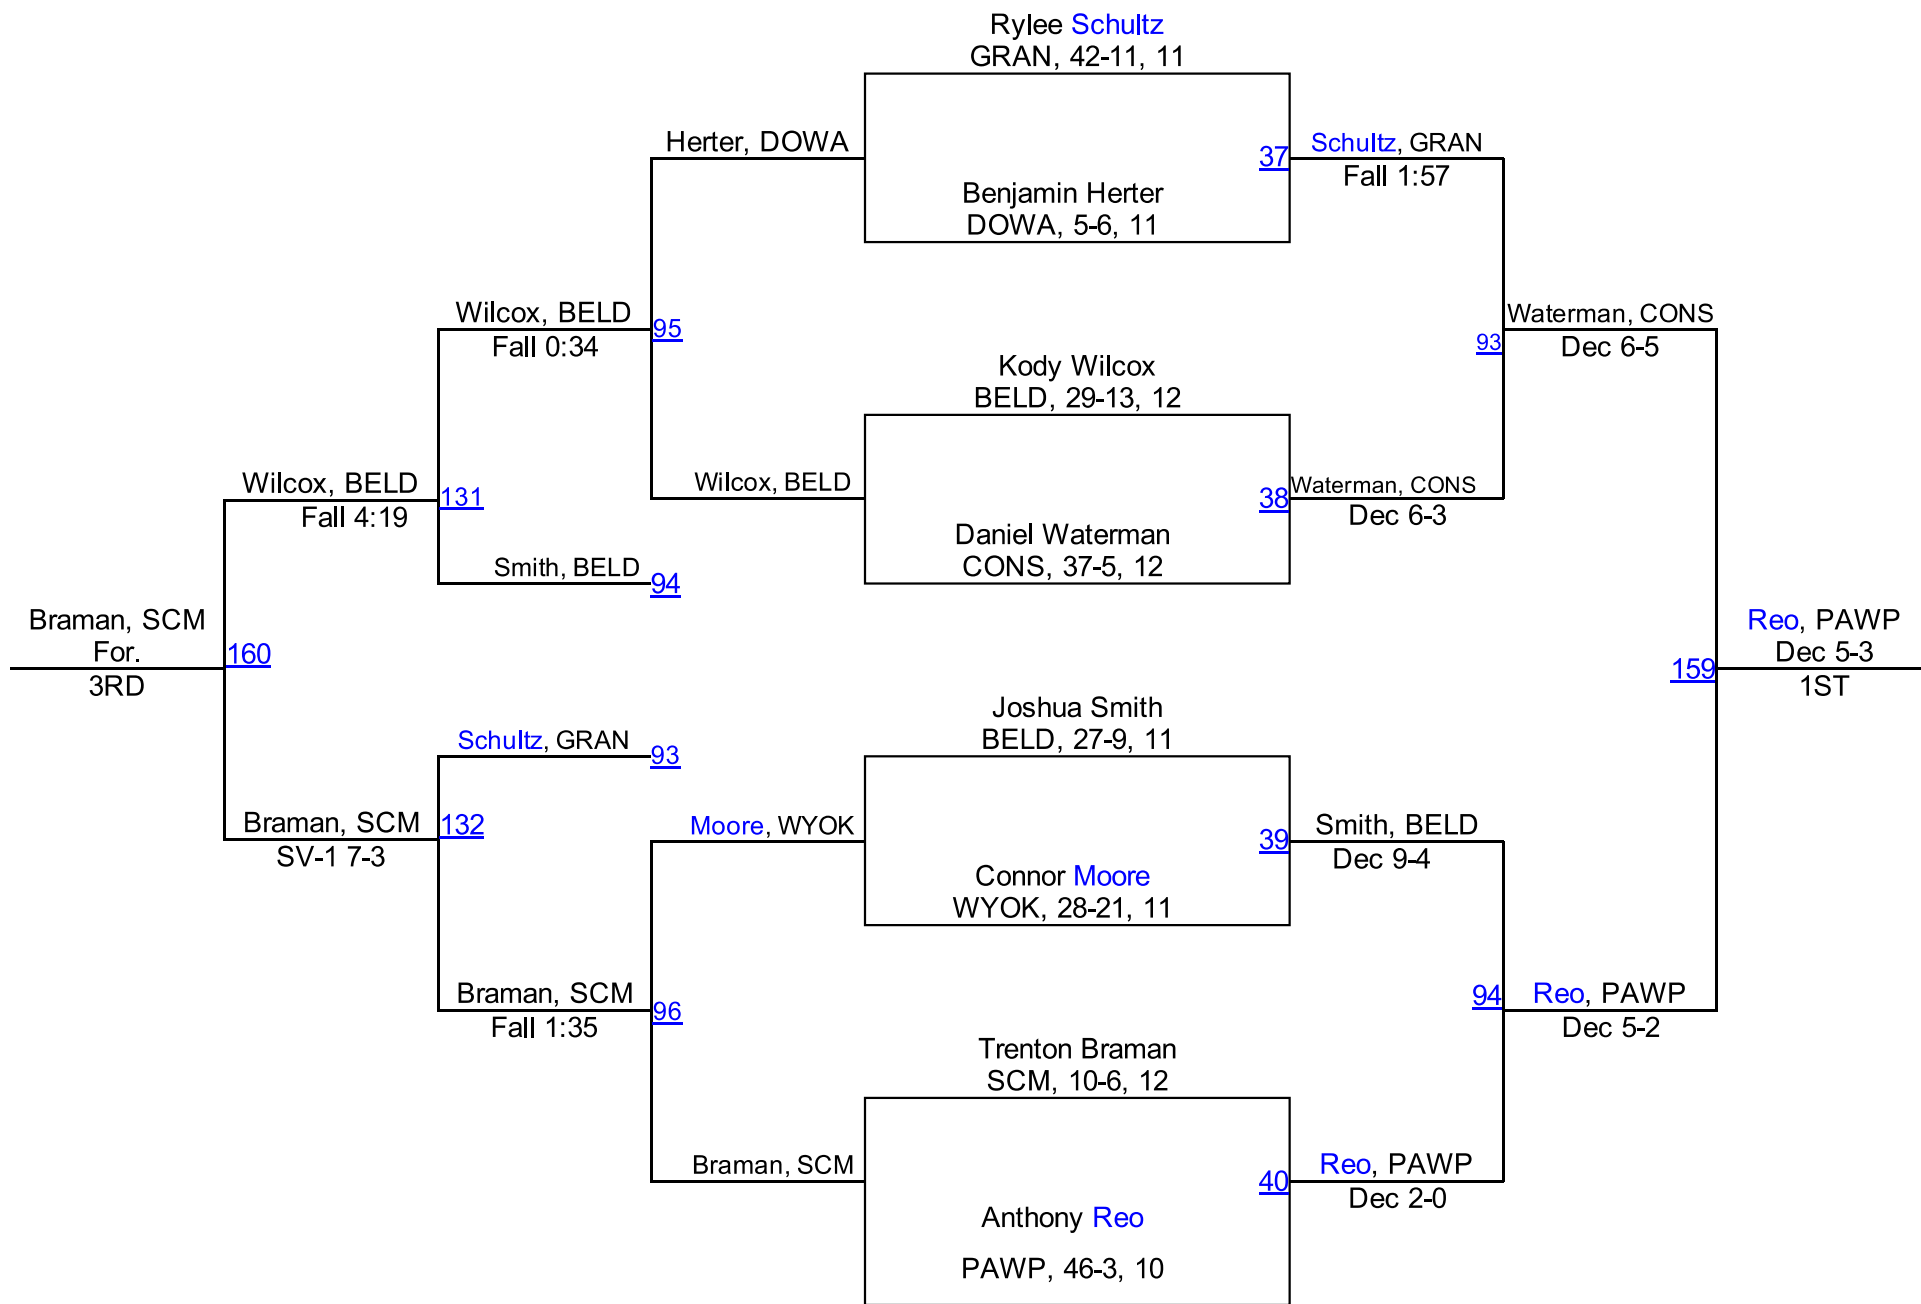 Rylee Schultz
GRAN, 42-11, 11
Herter, DOWA
37
Schultz, GRAN
Fall 1:57
Benjamin Herter
DOWA, 5-6, 11
Wilcox, BELD
Fall 0:34
95
93
Waterman, CONS
Dec 6-5
Kody Wilcox
BELD, 29-13, 12
Wilcox, BELD
Fall 4:19
131
Wilcox, BELD
38
Waterman, CONS
Dec 6-3
Daniel Waterman
CONS, 37-5, 12
Smith, BELD
94
Braman, SCM
For.
3RD
160
159
Reo, PAWP
Dec 5-3
1ST
Joshua Smith
BELD, 27-9, 11
Schultz, GRAN
93
Braman, SCM
SV-1 7-3
132
Moore, WYOK
39
Smith, BELD
Dec 9-4
Connor Moore
WYOK, 28-21, 11
Braman, SCM
Fall 1:35
96
94
Reo, PAWP
Dec 5-2
Trenton Braman
SCM, 10-6, 12
Braman, SCM
40
Reo, PAWP
Dec 2-0
Anthony Reo
PAWP, 46-3, 10